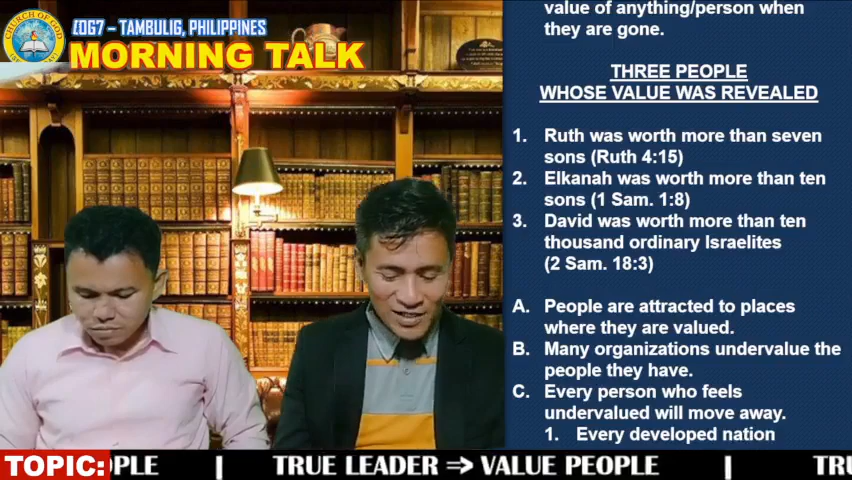 CHURCH OF GOD
COG7 – TAMBULIG, PHILIPPINES
MORNING TALK
value of anything/person when
they are gone.
THREE PEOPLE
WHOSE VALUE WAS REVEALED
1. Ruth was worth more than seven
sons (Ruth 4:15)
2. Elkanah was worth more than ten
sons (1 Sam. 1:8)
3. David was worth more than ten
thousand ordinary Israelites
(2 Sam. 18:3)
A. People are attracted to places
where they are valued.
B. Many organizations undervalue the
people they have.
C. Every person who feels
undervalued will move away.
1. Every developed nation
TOPIC: OPLE | TRUE LEADER => VALUE PEOPLE | TRU